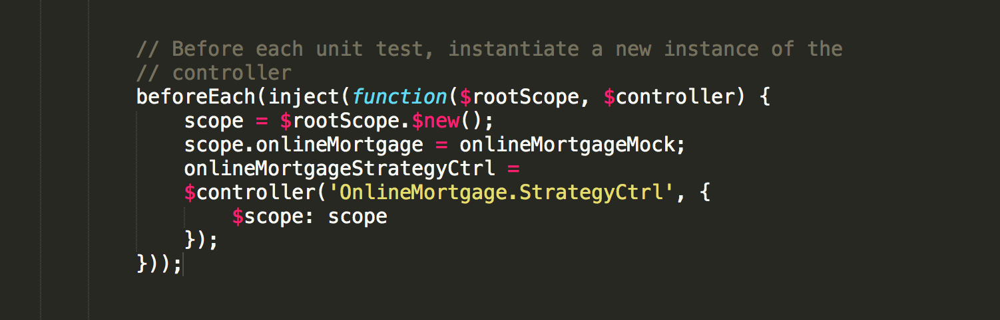 // Before each unit test, instantiate a new instance of the
// controller
beforeEach(inject(function($rootScope, $controller) {
    scope = $rootScope.$new();
    scope.onlineMortgage = onlineMortgageMock;
    onlineMortgageStrategyCtrl =
    $controller('OnlineMortgage.StrategyCtrl', {
        $scope: scope
    });
}));